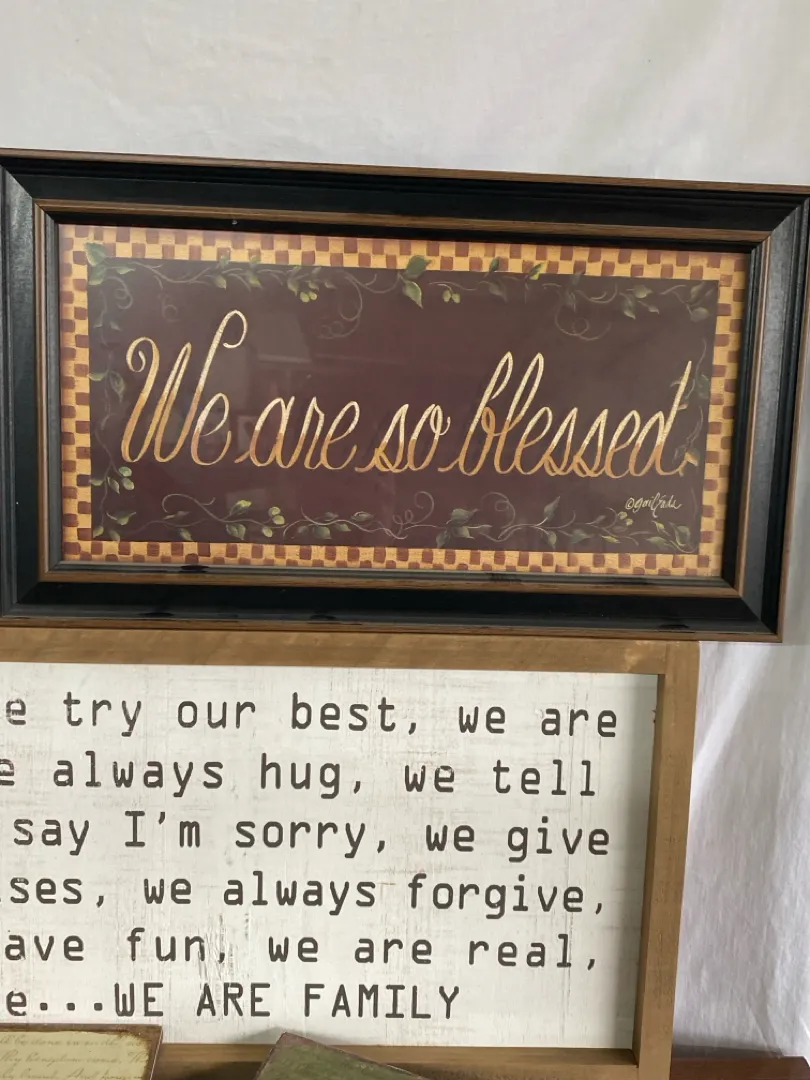 We are so blessed.
©
e try our best, we are
e always hug, we tell
say I'm sorry, we give
ses, we always forgive,
ave fun, we are real,
e...WE ARE FAMILY